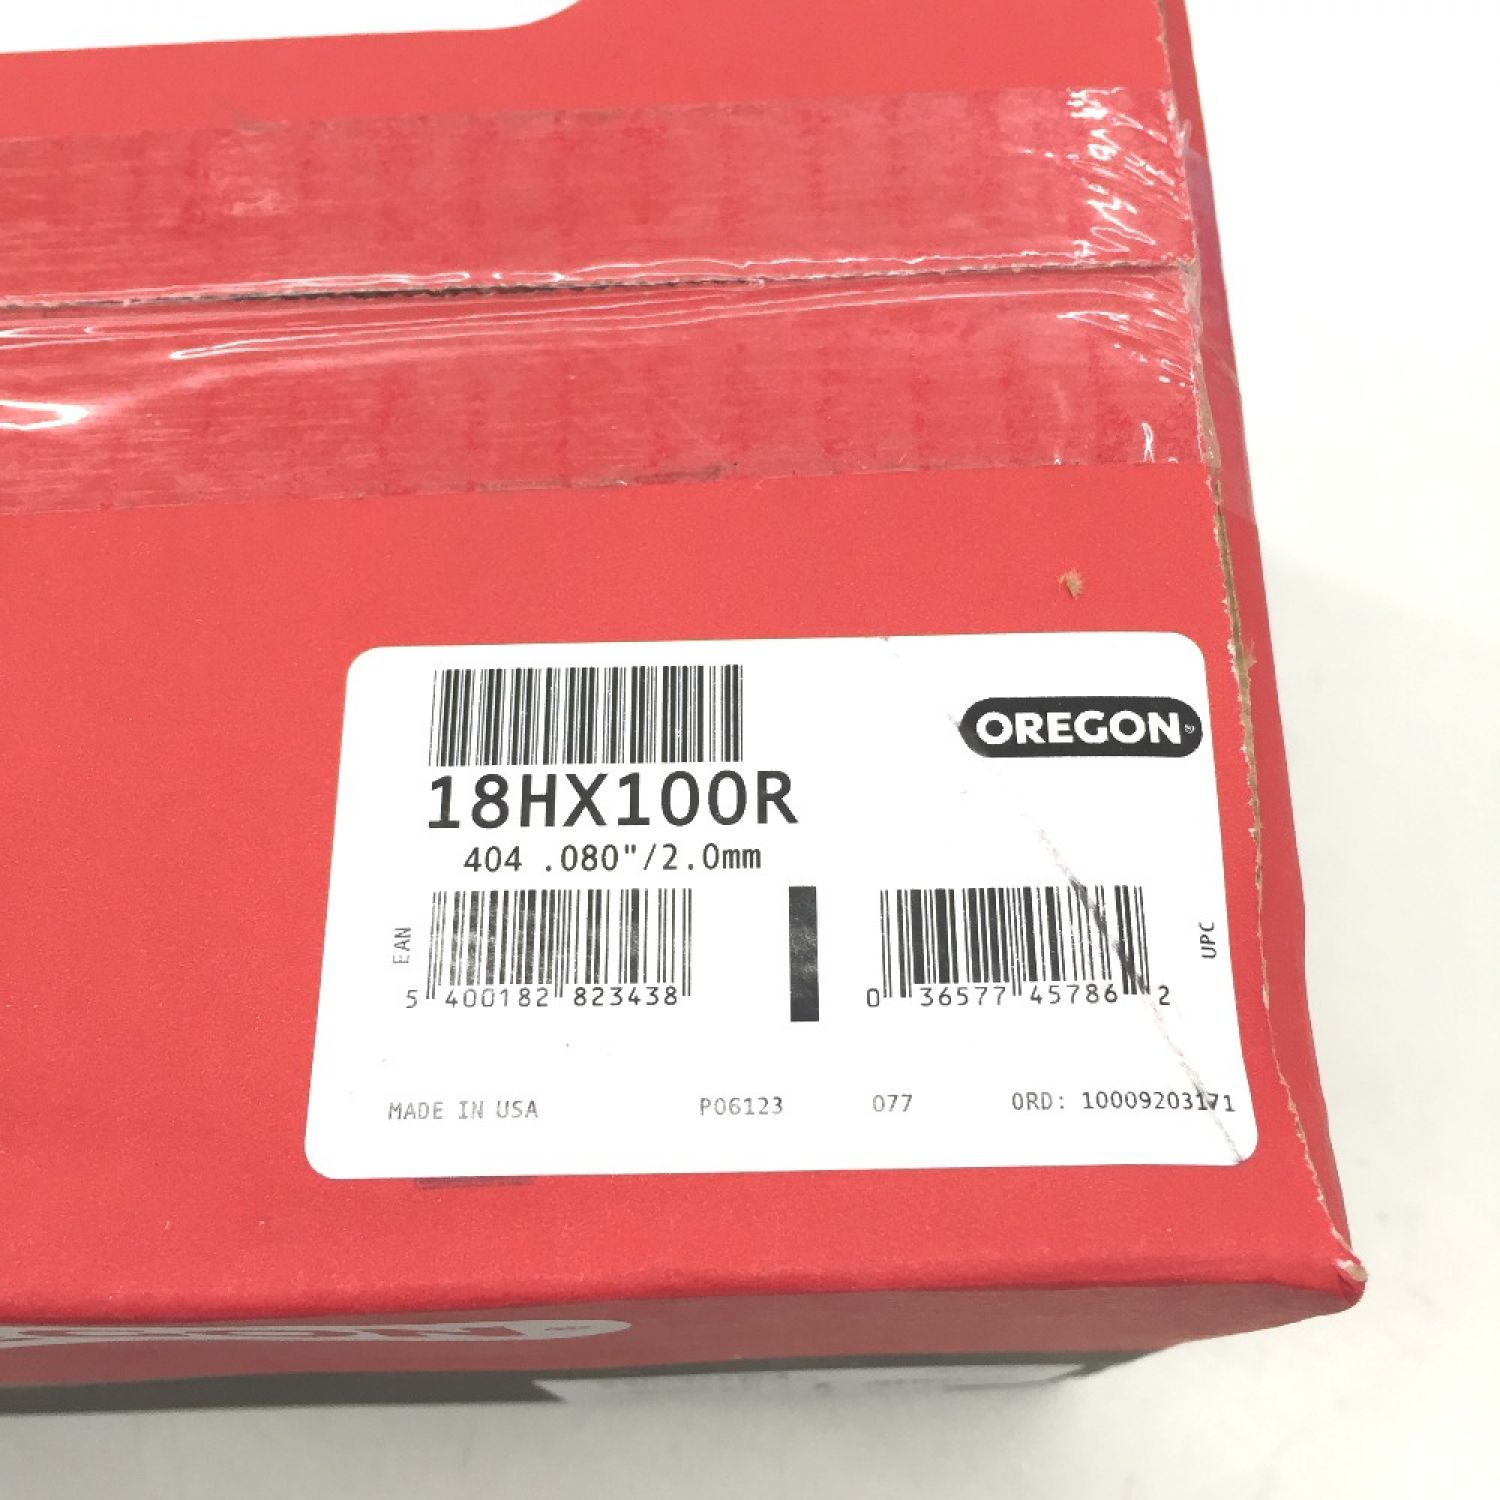 OREGON
18HX100R
404 .080"/2.0mm
EAN
5 400182 823438
0 36577 45786 2
UPC
MADE IN USA P06123 077 ORD: 10009203171